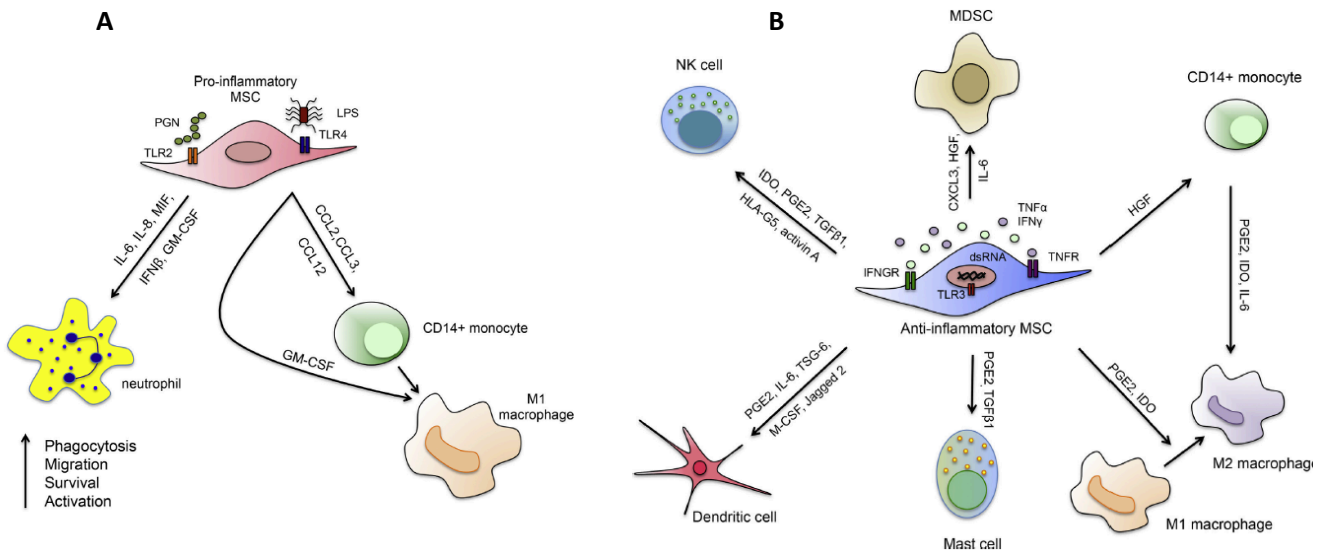 A
Pro-inflammatory
MSC
PGN
LPS
TLR2
TLR4
IL-6, IL-8, MIF,
IFNβ, GM-CSF
CCL2,CCL3,
CCL12
GM-CSF
CD14+ monocyte
neutrophil
M1
macrophage
Phagocytosis
Migration
Survival
Activation
B
MDSC
NK cell
CD14+ monocyte
IDO, PGE2, TGFβ1,
HLA-G5, activin A
CXCL3, HGF,
IL-6
HGF
TNFα
IFNγ
IFNGR
dsRNA
TNFR
TLR3
Anti-inflammatory MSC
PGE2, IDO, IL-6
PGE2, IL-6, TSG-6,
M-CSF, Jagged 2
PGE2, TGFβ1
PGE2, IDO
M2 macrophage
Dendritic cell
Mast cell
M1 macrophage